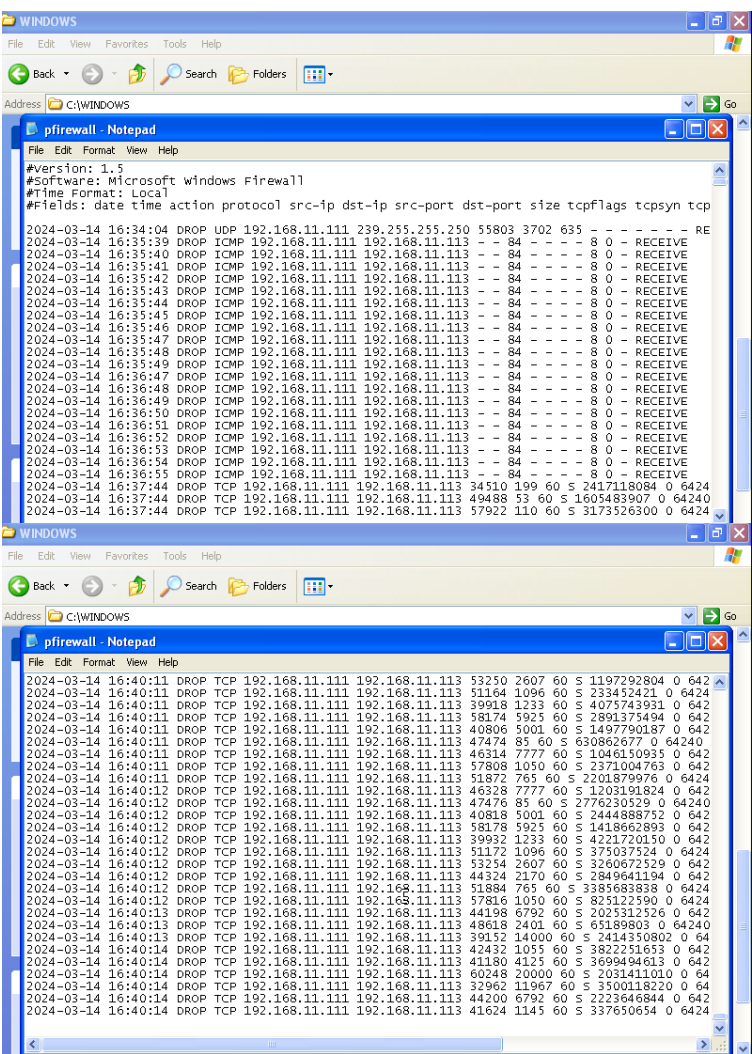 WINDOWS
File Edit View Favorites Tools Help
Back Search Folders
Address C:\WINDOWS Go
pfirewall - Notepad
File Edit Format View Help
#Version: 1.5
#Software: Microsoft Windows Firewall
#Time Format: Local
#Fields: date time action protocol src-ip dst-ip src-port dst-port size tcpflags tcpsyn tcp
2024-03-14 16:34:04 DROP UDP 192.168.11.111 239.255.255.250 55803 3702 635 - - - - - - - RE
2024-03-14 16:35:39 DROP ICMP 192.168.11.111 192.168.11.113 - - 84 - - - - 8 0 - RECEIVE
2024-03-14 16:35:40 DROP ICMP 192.168.11.111 192.168.11.113 - - 84 - - - - 8 0 - RECEIVE
2024-03-14 16:35:41 DROP ICMP 192.168.11.111 192.168.11.113 - - 84 - - - - 8 0 - RECEIVE
2024-03-14 16:35:42 DROP ICMP 192.168.11.111 192.168.11.113 - - 84 - - - - 8 0 - RECEIVE
2024-03-14 16:35:43 DROP ICMP 192.168.11.111 192.168.11.113 - - 84 - - - - 8 0 - RECEIVE
2024-03-14 16:35:44 DROP ICMP 192.168.11.111 192.168.11.113 - - 84 - - - - 8 0 - RECEIVE
2024-03-14 16:35:45 DROP ICMP 192.168.11.111 192.168.11.113 - - 84 - - - - 8 0 - RECEIVE
2024-03-14 16:35:46 DROP ICMP 192.168.11.111 192.168.11.113 - - 84 - - - - 8 0 - RECEIVE
2024-03-14 16:35:47 DROP ICMP 192.168.11.111 192.168.11.113 - - 84 - - - - 8 0 - RECEIVE
2024-03-14 16:35:48 DROP ICMP 192.168.11.111 192.168.11.113 - - 84 - - - - 8 0 - RECEIVE
2024-03-14 16:35:49 DROP ICMP 192.168.11.111 192.168.11.113 - - 84 - - - - 8 0 - RECEIVE
2024-03-14 16:36:47 DROP ICMP 192.168.11.111 192.168.11.113 - - 84 - - - - 8 0 - RECEIVE
2024-03-14 16:36:48 DROP ICMP 192.168.11.111 192.168.11.113 - - 84 - - - - 8 0 - RECEIVE
2024-03-14 16:36:49 DROP ICMP 192.168.11.111 192.168.11.113 - - 84 - - - - 8 0 - RECEIVE
2024-03-14 16:36:50 DROP ICMP 192.168.11.111 192.168.11.113 - - 84 - - - - 8 0 - RECEIVE
2024-03-14 16:36:51 DROP ICMP 192.168.11.111 192.168.11.113 - - 84 - - - - 8 0 - RECEIVE
2024-03-14 16:36:52 DROP ICMP 192.168.11.111 192.168.11.113 - - 84 - - - - 8 0 - RECEIVE
2024-03-14 16:36:53 DROP ICMP 192.168.11.111 192.168.11.113 - - 84 - - - - 8 0 - RECEIVE
2024-03-14 16:36:54 DROP ICMP 192.168.11.111 192.168.11.113 - - 84 - - - - 8 0 - RECEIVE
2024-03-14 16:36:55 DROP ICMP 192.168.11.111 192.168.11.113 - - 84 - - - - 8 0 - RECEIVE
2024-03-14 16:37:44 DROP TCP 192.168.11.111 192.168.11.113 34510 199 60 S 2417118084 0 6424
2024-03-14 16:37:44 DROP TCP 192.168.11.111 192.168.11.113 49488 53 60 S 1605483907 0 64240
2024-03-14 16:37:44 DROP TCP 192.168.11.111 192.168.11.113 57922 110 60 S 3173526300 0 6424
WINDOWS
File Edit View Favorites Tools Help
Back Search Folders
Address C:\WINDOWS Go
pfirewall - Notepad
File Edit Format View Help
2024-03-14 16:40:11 DROP TCP 192.168.11.111 192.168.11.113 53250 2607 60 S 1197292804 0 642
2024-03-14 16:40:11 DROP TCP 192.168.11.111 192.168.11.113 51164 1096 60 S 233452421 0 6424
2024-03-14 16:40:11 DROP TCP 192.168.11.111 192.168.11.113 39918 1233 60 S 4075743931 0 642
2024-03-14 16:40:11 DROP TCP 192.168.11.111 192.168.11.113 58174 5925 60 S 2891375494 0 642
2024-03-14 16:40:11 DROP TCP 192.168.11.111 192.168.11.113 40806 5001 60 S 1497790187 0 642
2024-03-14 16:40:11 DROP TCP 192.168.11.111 192.168.11.113 47474 85 60 S 630862677 0 64240
2024-03-14 16:40:11 DROP TCP 192.168.11.111 192.168.11.113 46314 7777 60 S 1046150935 0 642
2024-03-14 16:40:11 DROP TCP 192.168.11.111 192.168.11.113 57808 1050 60 S 2371004763 0 642
2024-03-14 16:40:11 DROP TCP 192.168.11.111 192.168.11.113 51872 765 60 S 2201879976 0 6424
2024-03-14 16:40:12 DROP TCP 192.168.11.111 192.168.11.113 46328 7777 60 S 1203191824 0 642
2024-03-14 16:40:12 DROP TCP 192.168.11.111 192.168.11.113 47476 85 60 S 2776230529 0 64240
2024-03-14 16:40:12 DROP TCP 192.168.11.111 192.168.11.113 40818 5001 60 S 2444888752 0 642
2024-03-14 16:40:12 DROP TCP 192.168.11.111 192.168.11.113 58178 5925 60 S 1418662893 0 642
2024-03-14 16:40:12 DROP TCP 192.168.11.111 192.168.11.113 39932 1233 60 S 4221720150 0 642
2024-03-14 16:40:12 DROP TCP 192.168.11.111 192.168.11.113 51172 1096 60 S 375037524 0 6424
2024-03-14 16:40:12 DROP TCP 192.168.11.111 192.168.11.113 53254 2607 60 S 3260672529 0 642
2024-03-14 16:40:12 DROP TCP 192.168.11.111 192.168.11.113 44324 2170 60 S 2849641194 0 642
2024-03-14 16:40:12 DROP TCP 192.168.11.111 192.168.11.113 51884 765 60 S 3385683838 0 6424
2024-03-14 16:40:12 DROP TCP 192.168.11.111 192.168.11.113 57816 1050 60 S 825122590 0 6424
2024-03-14 16:40:13 DROP TCP 192.168.11.111 192.168.11.113 44198 6792 60 S 2025312526 0 642
2024-03-14 16:40:13 DROP TCP 192.168.11.111 192.168.11.113 48618 2401 60 S 65189803 0 64240
2024-03-14 16:40:13 DROP TCP 192.168.11.111 192.168.11.113 39152 14000 60 S 2414350802 0 64
2024-03-14 16:40:14 DROP TCP 192.168.11.111 192.168.11.113 42432 1055 60 S 3822251653 0 642
2024-03-14 16:40:14 DROP TCP 192.168.11.111 192.168.11.113 41180 4125 60 S 3699494613 0 642
2024-03-14 16:40:14 DROP TCP 192.168.11.111 192.168.11.113 60248 20000 60 S 2031411010 0 64
2024-03-14 16:40:14 DROP TCP 192.168.11.111 192.168.11.113 32962 11967 60 S 3500118220 0 64
2024-03-14 16:40:14 DROP TCP 192.168.11.111 192.168.11.113 44200 6792 60 S 2223646844 0 642
2024-03-14 16:40:14 DROP TCP 192.168.11.111 192.168.11.113 41624 1145 60 S 337650654 0 6424